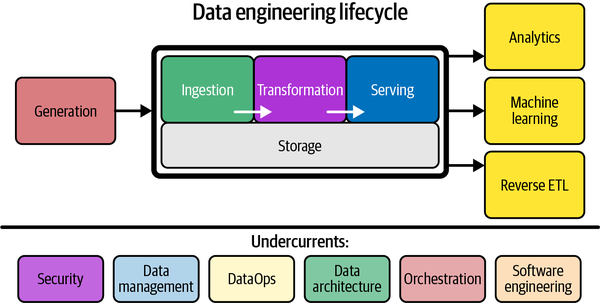 Data engineering lifecycle
Generation
Ingestion
Transformation
Serving
Storage
Analytics
Machine
learning
Reverse ETL
Undercurrents:
Security
Data
management
DataOps
Data
architecture
Orchestration
Software
engineering